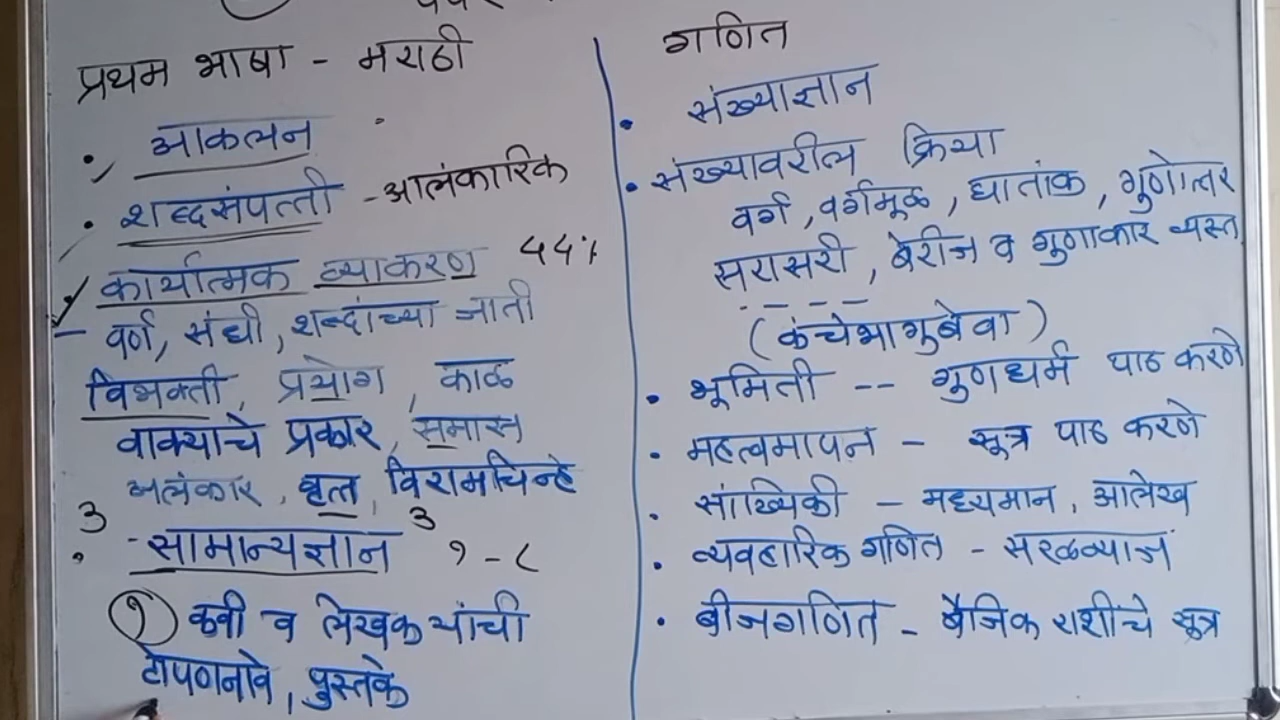 प्रथम भाषा - मराठी
आकलन
शब्दसंपत्ती - आलंकारिक
कार्यात्मक व्याकरण 44%
- वर्ण, संधी, शब्दांच्या जाती
विभक्ती, प्रयोग, काळ
वाक्याचे प्रकार, समास
अलंकार, वृत्त, विरामचिन्हे
3 3
- सामान्यज्ञान १ - ८
१ कवी व लेखक यांची
टोपणनावे, पुस्तके
गणित
• संख्याज्ञान
• संख्यावरील क्रिया
वर्ग, वर्गमूळ, घातांक, गुणोत्तर
सरासरी, बेरीज व गुणाकार व्यस्त
- - - -
(कंचेभागुबेवा)
• भूमिती -- गुणधर्म पाठ करणे
• महत्वमापन - सूत्र पाठ करणे
• सांख्यिकी - मध्यमान, आलेख
• व्यवहारिक गणित - सरळव्याज
• बीजगणित - बैजिक राशीचे सूत्र